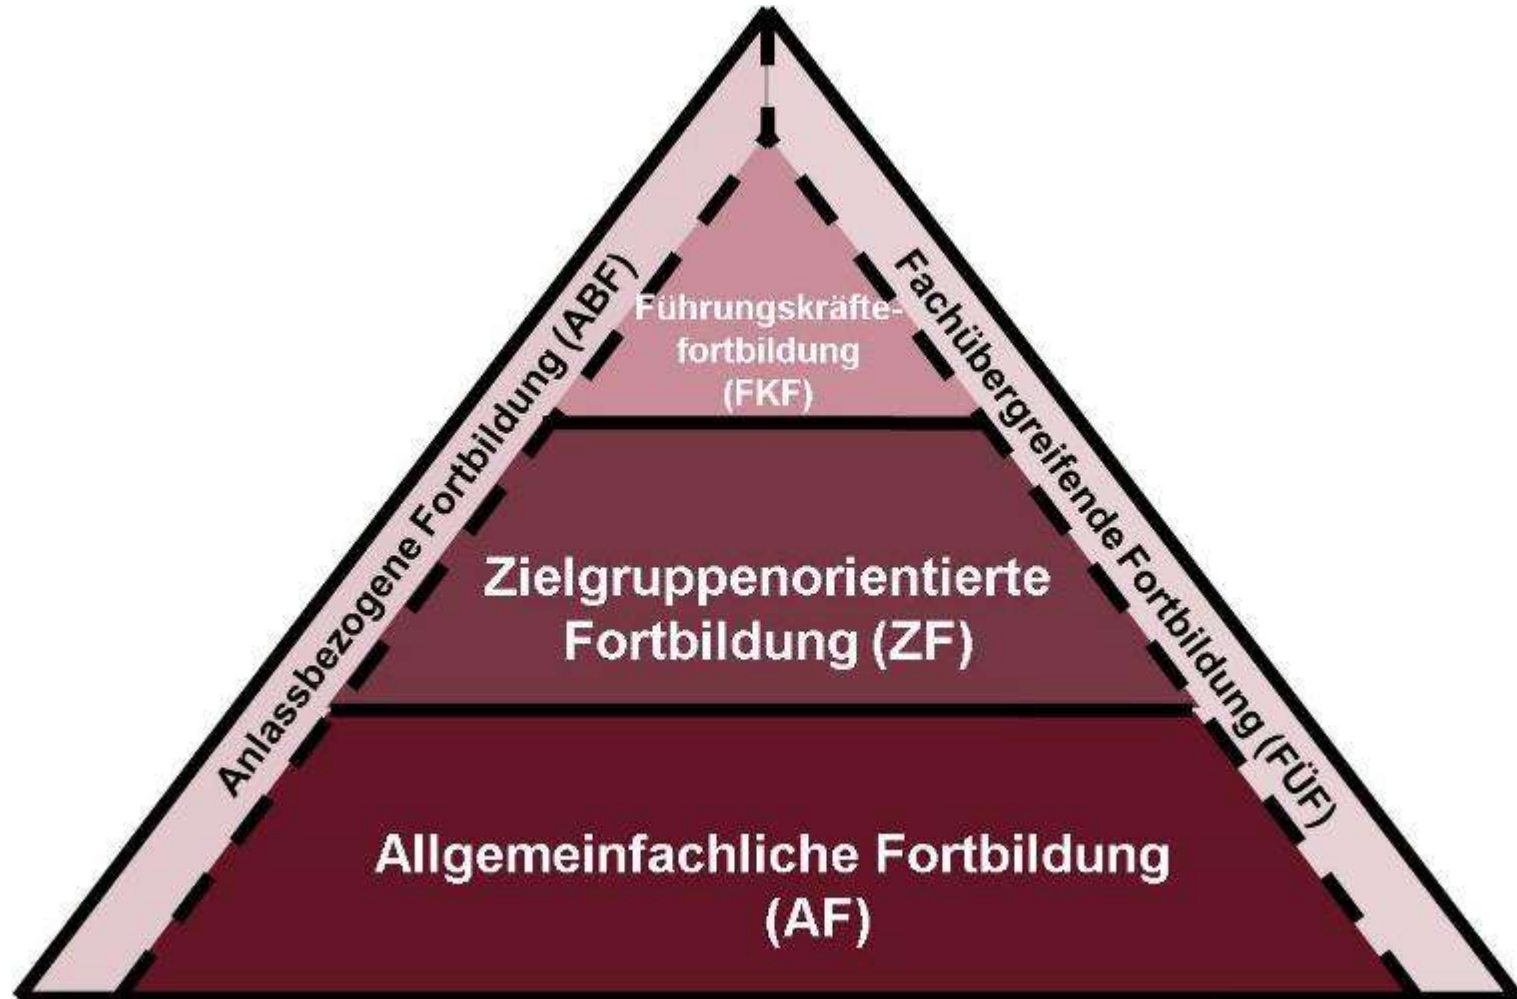 Führungskräfte-
fortbildung
(FKF)
Anlassbezogene Fortbildung (ABF)
Fachübergreifende Fortbildung (FÜF)
Zielgruppenorientierte
Fortbildung (ZF)
Allgemeinfachliche Fortbildung
(AF)